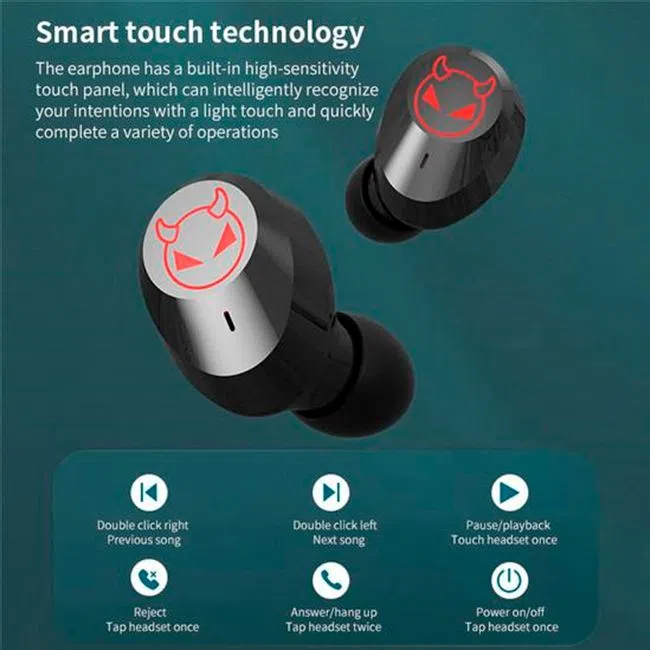 Smart touch technology
The earphone has a built-in high-sensitivity
touch panel, which can intelligently recognize
your intentions with a light touch and quickly
complete a variety of operations
Double click right
Previous song
Double click left
Next song
Pause/playback
Touch headset once
Reject
Tap headset once
Answer/hang up
Tap headset twice
Power on/off
Tap headset once